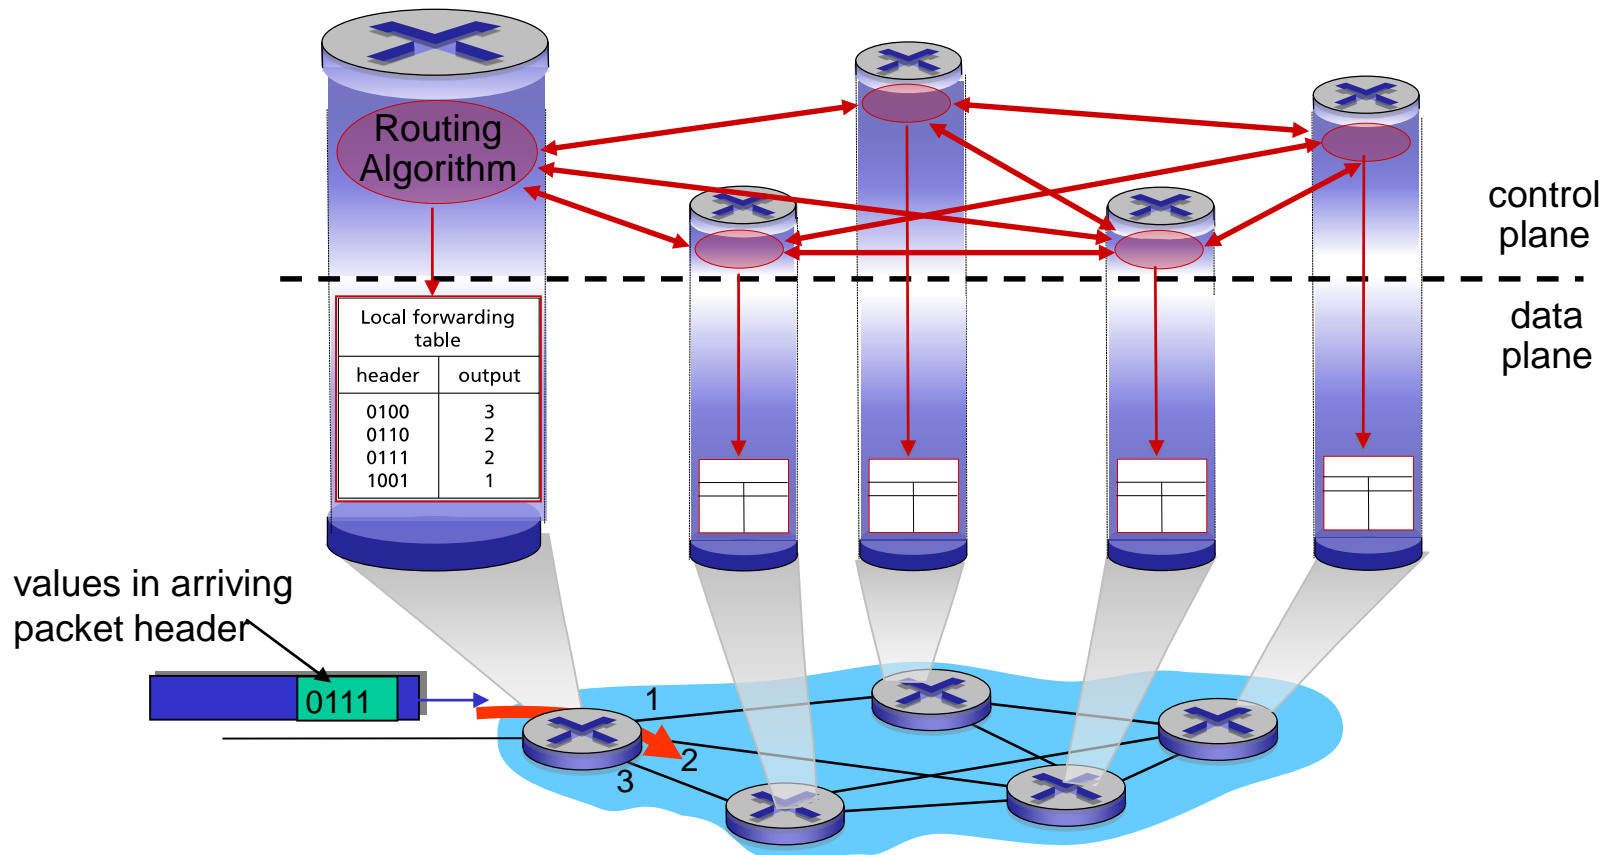 Routing
Algorithm
control
plane
data
plane
Local forwarding
table
header output
0100 3
0110 2
0111 2
1001 1
values in arriving
packet header
0111
1
2
3